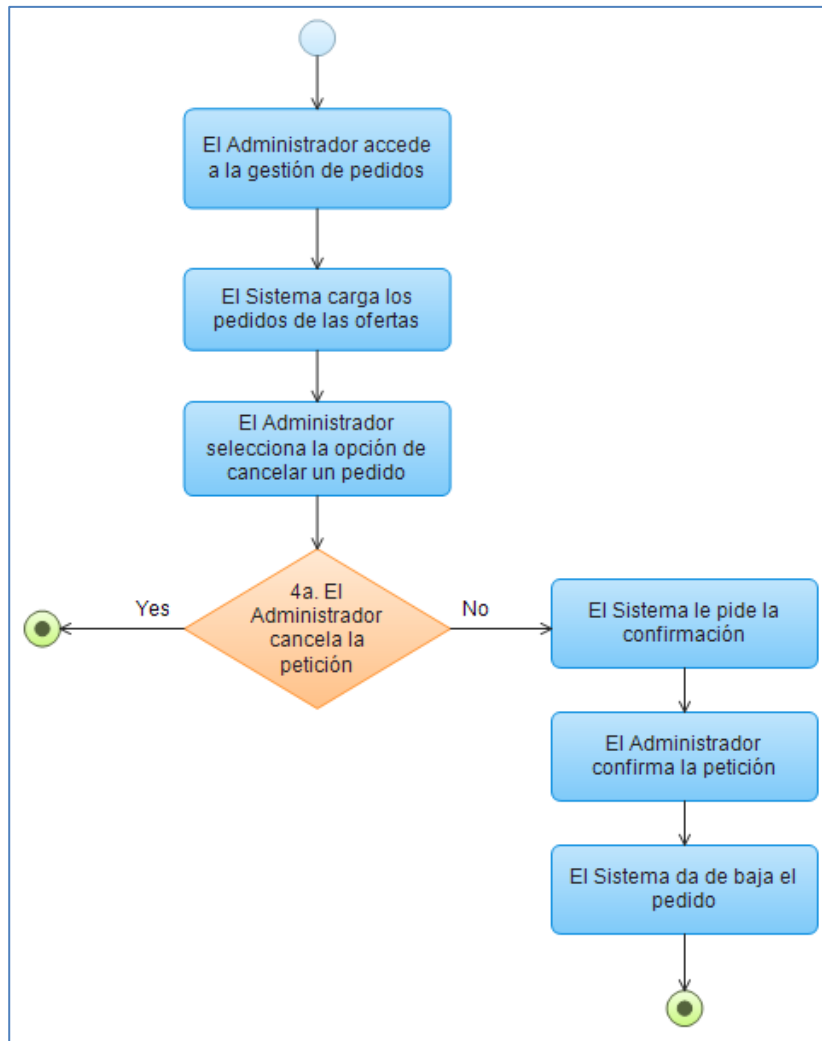 El Administrador accede
a la gestión de pedidos
El Sistema carga los
pedidos de las ofertas
El Administrador
selecciona la opción de
cancelar un pedido
4a. El
Administrador
cancela la
petición
Yes
No
El Sistema le pide la
confirmación
El Administrador
confirma la petición
El Sistema da de baja el
pedido